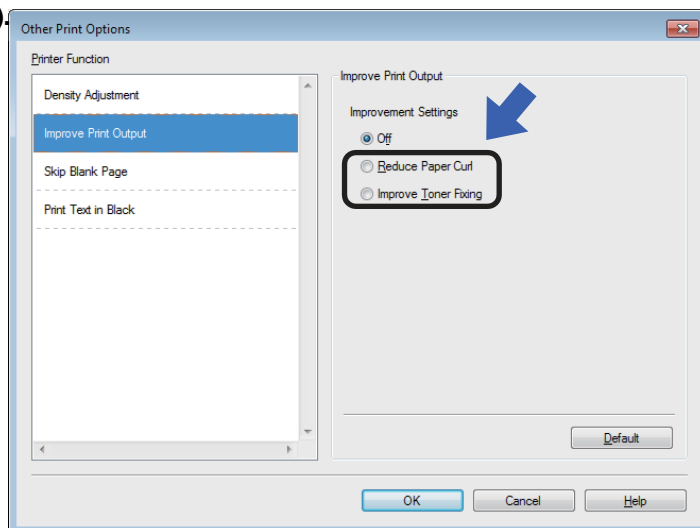 ).
Other Print Options
Printer Function
Density Adjustment
Improve Print Output
Skip Blank Page
Print Text in Black
Improve Print Output
Improvement Settings
Off
Reduce Paper Curl
Improve Toner Fixing
Default
OK
Cancel
Help